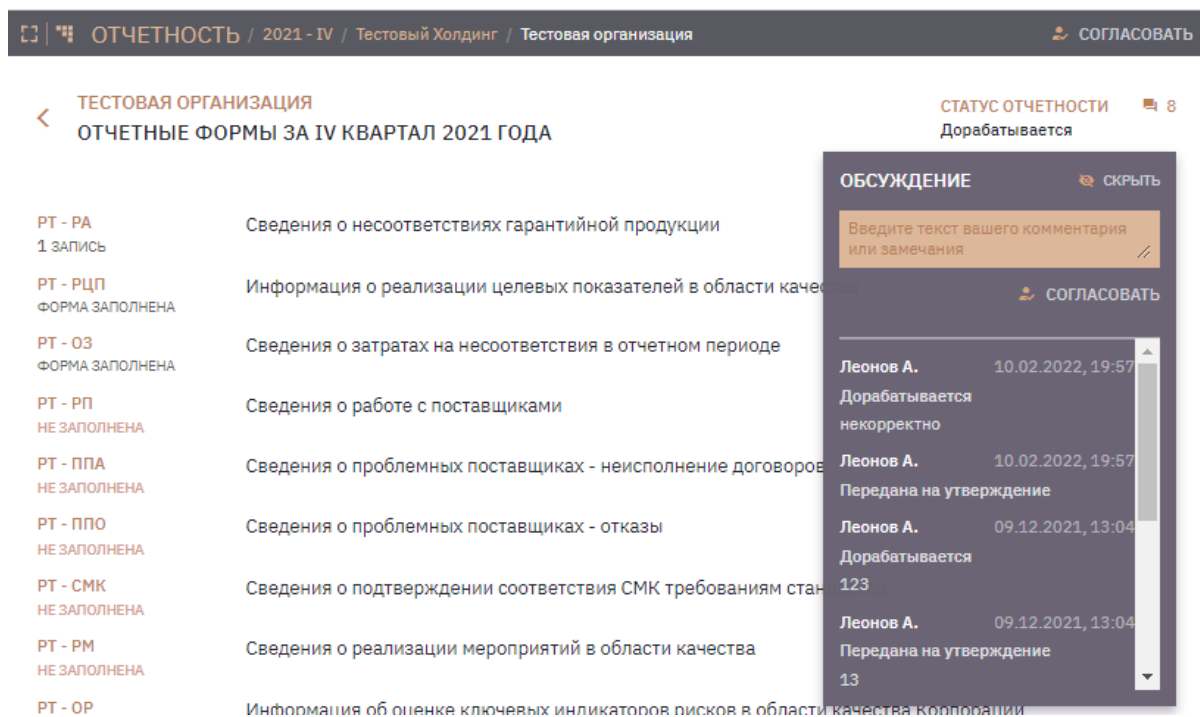 ОТЧЕТНОСТЬ / 2021 - IV / Тестовый Холдинг / Тестовая организация
СОГЛАСОВАТЬ
ТЕСТОВАЯ ОРГАНИЗАЦИЯ
ОТЧЕТНЫЕ ФОРМЫ ЗА IV КВАРТАЛ 2021 ГОДА
СТАТУС ОТЧЕТНОСТИ 8
Дорабатывается
РТ - РА
1 ЗАПИСЬ
Сведения о несоответствиях гарантийной продукции
РТ - РЦП
ФОРМА ЗАПОЛНЕНА
Информация о реализации целевых показателей в области качества
РТ - ОЗ
ФОРМА ЗАПОЛНЕНА
Сведения о затратах на несоответствия в отчетном периоде
РТ - РП
НЕ ЗАПОЛНЕНА
Сведения о работе с поставщиками
РТ - ППА
НЕ ЗАПОЛНЕНА
Сведения о проблемных поставщиках - неисполнение договоров
РТ - ППО
НЕ ЗАПОЛНЕНА
Сведения о проблемных поставщиках - отказы
РТ - СМК
НЕ ЗАПОЛНЕНА
Сведения о подтверждении соответствия СМК требованиям стандартов
РТ - РМ
НЕ ЗАПОЛНЕНА
Сведения о реализации мероприятий в области качества
РТ - ОР
Информация об оценке ключевых индикаторов рисков в области качества Корпорации
ОБСУЖДЕНИЕ
СКРЫТЬ
Введите текст вашего комментария
или замечания
СОГЛАСОВАТЬ
Леонов А. 10.02.2022, 19:57
Дорабатывается
некорректно
Леонов А. 10.02.2022, 19:57
Передана на утверждение
Леонов А. 09.12.2021, 13:04
Дорабатывается
123
Леонов А. 09.12.2021, 13:04
Передана на утверждение
13